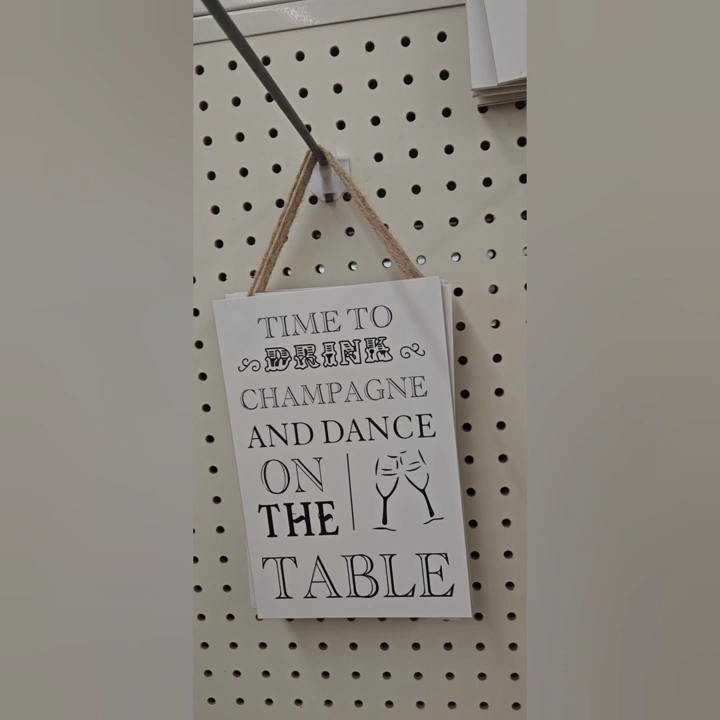 TIME TO
DRINK
CHAMPAGNE
AND DANCE
ON
THE
TABLE